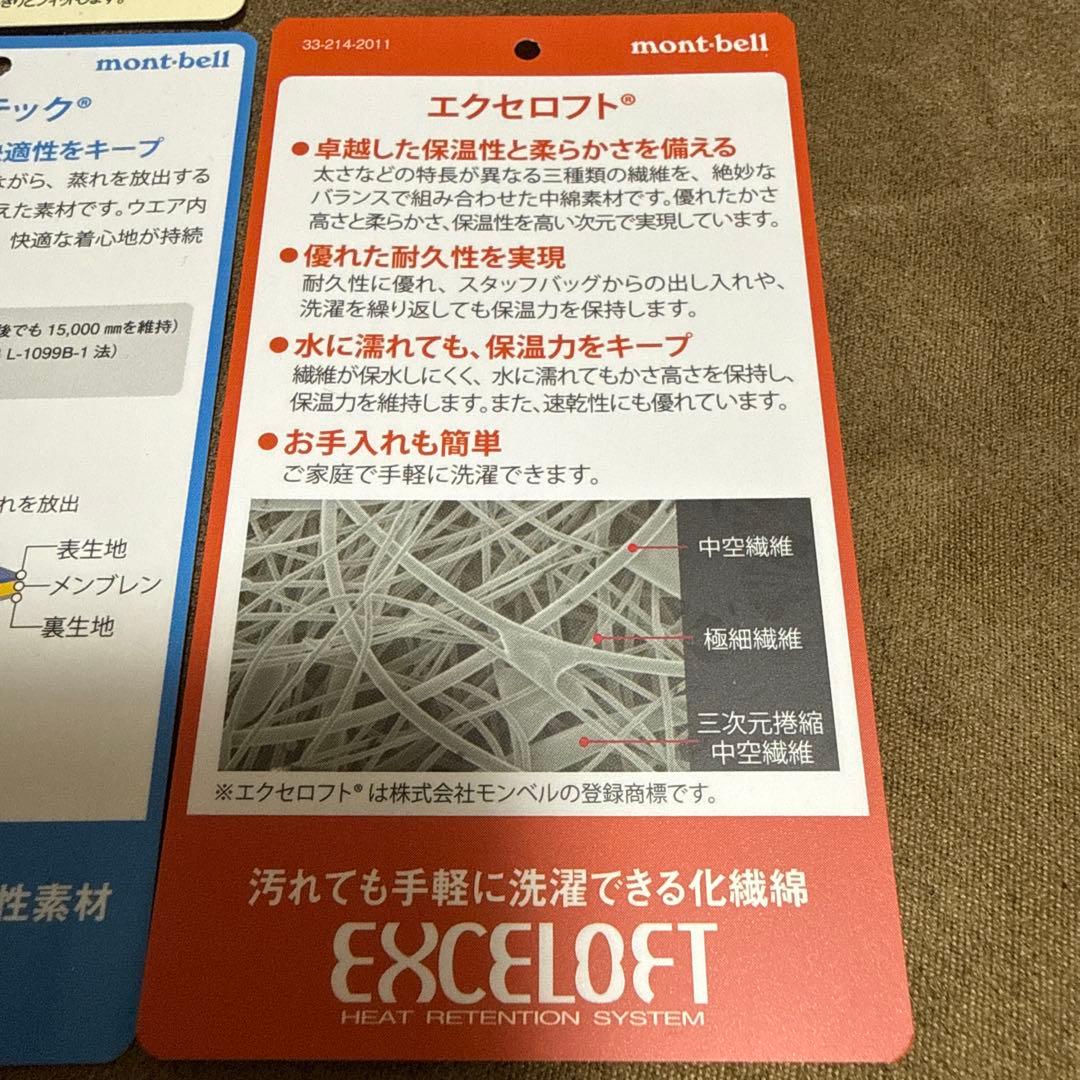 mont-bell
テック®
適性をキープ
ながら、蒸れを放出する
えた素材です。ウエア内
快適な着心地が持続
後でも 15,000 ㎜を維持）
L-1099B-1 法）
れを放出
表生地
メンブレン
裏生地
性素材
33-214-2011
mont-bell
エクセロフト®
●卓越した保温性と柔らかさを備える
太さなどの特長が異なる三種類の繊維を、絶妙な
バランスで組み合わせた中綿素材です。優れたかさ
高さと柔らかさ、保温性を高い次元で実現しています。
●優れた耐久性を実現
耐久性に優れ、スタッフバッグからの出し入れや、
洗濯を繰り返しても保温力を保持します。
●水に濡れても、保温力をキープ
繊維が保水しにくく、水に濡れてもかさ高さを保持し、
保温力を維持します。また、速乾性にも優れています。
●お手入れも簡単
ご家庭で手軽に洗濯できます。
中空繊維
極細繊維
三次元捲縮
中空繊維
※エクセロフト®は株式会社モンベルの登録商標です。
汚れても手軽に洗濯できる化繊綿
EXCELOFT
HEAT RETENTION SYSTEM